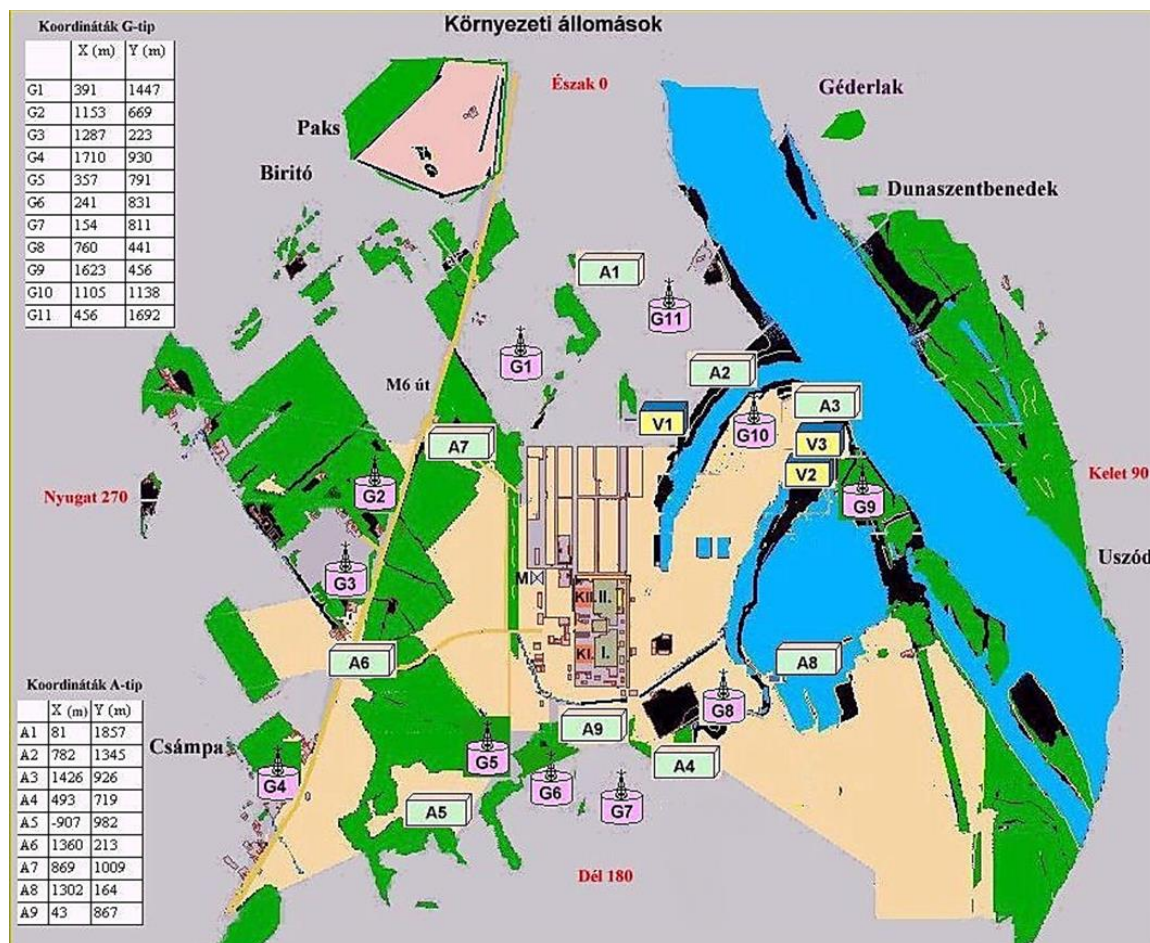 Környezeti állomások
Koordináták G-tip
X (m) Y (m)
G1 391 1447
G2 1153 669
G3 1287 223
G4 1710 930
G5 357 791
G6 241 831
G7 154 811
G8 760 441
G9 1623 456
G10 1105 1138
G11 456 1692
Észak 0
Géderlak
Paks
Biritó
Dunaszentbenedek
A1
G11
G1
A2
M6 út
A3
V1
G10
A7
V3
V2
Nyugat 270
G2
G9
Kelet 90
Uszód
G3
M
KII. II.
KI. I.
A6
A8
Koordináták A-tip
X (m) Y (m)
A1 81 1857
A2 782 1345
A3 1426 926
A4 493 719
A5 -907 982
A6 1360 213
A7 869 1009
A8 1302 164
A9 43 867
G8
A9
Csámpa
G5
A4
G4
G6
G7
A5
Dél 180